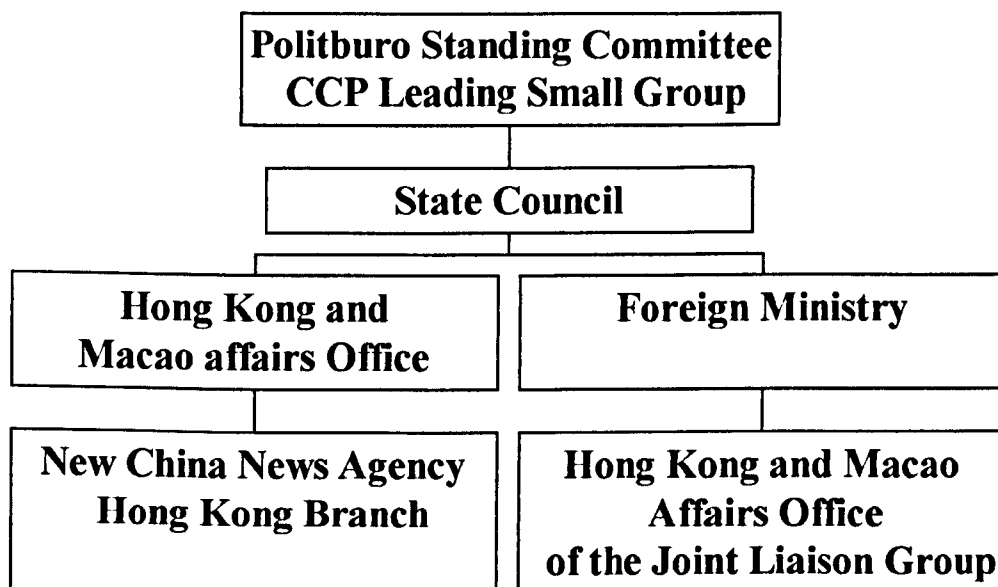 Politburo Standing Committee
CCP Leading Small Group
State Council
Hong Kong and
Macao affairs Office
Foreign Ministry
New China News Agency
Hong Kong Branch
Hong Kong and Macao
Affairs Office
of the Joint Liaison Group